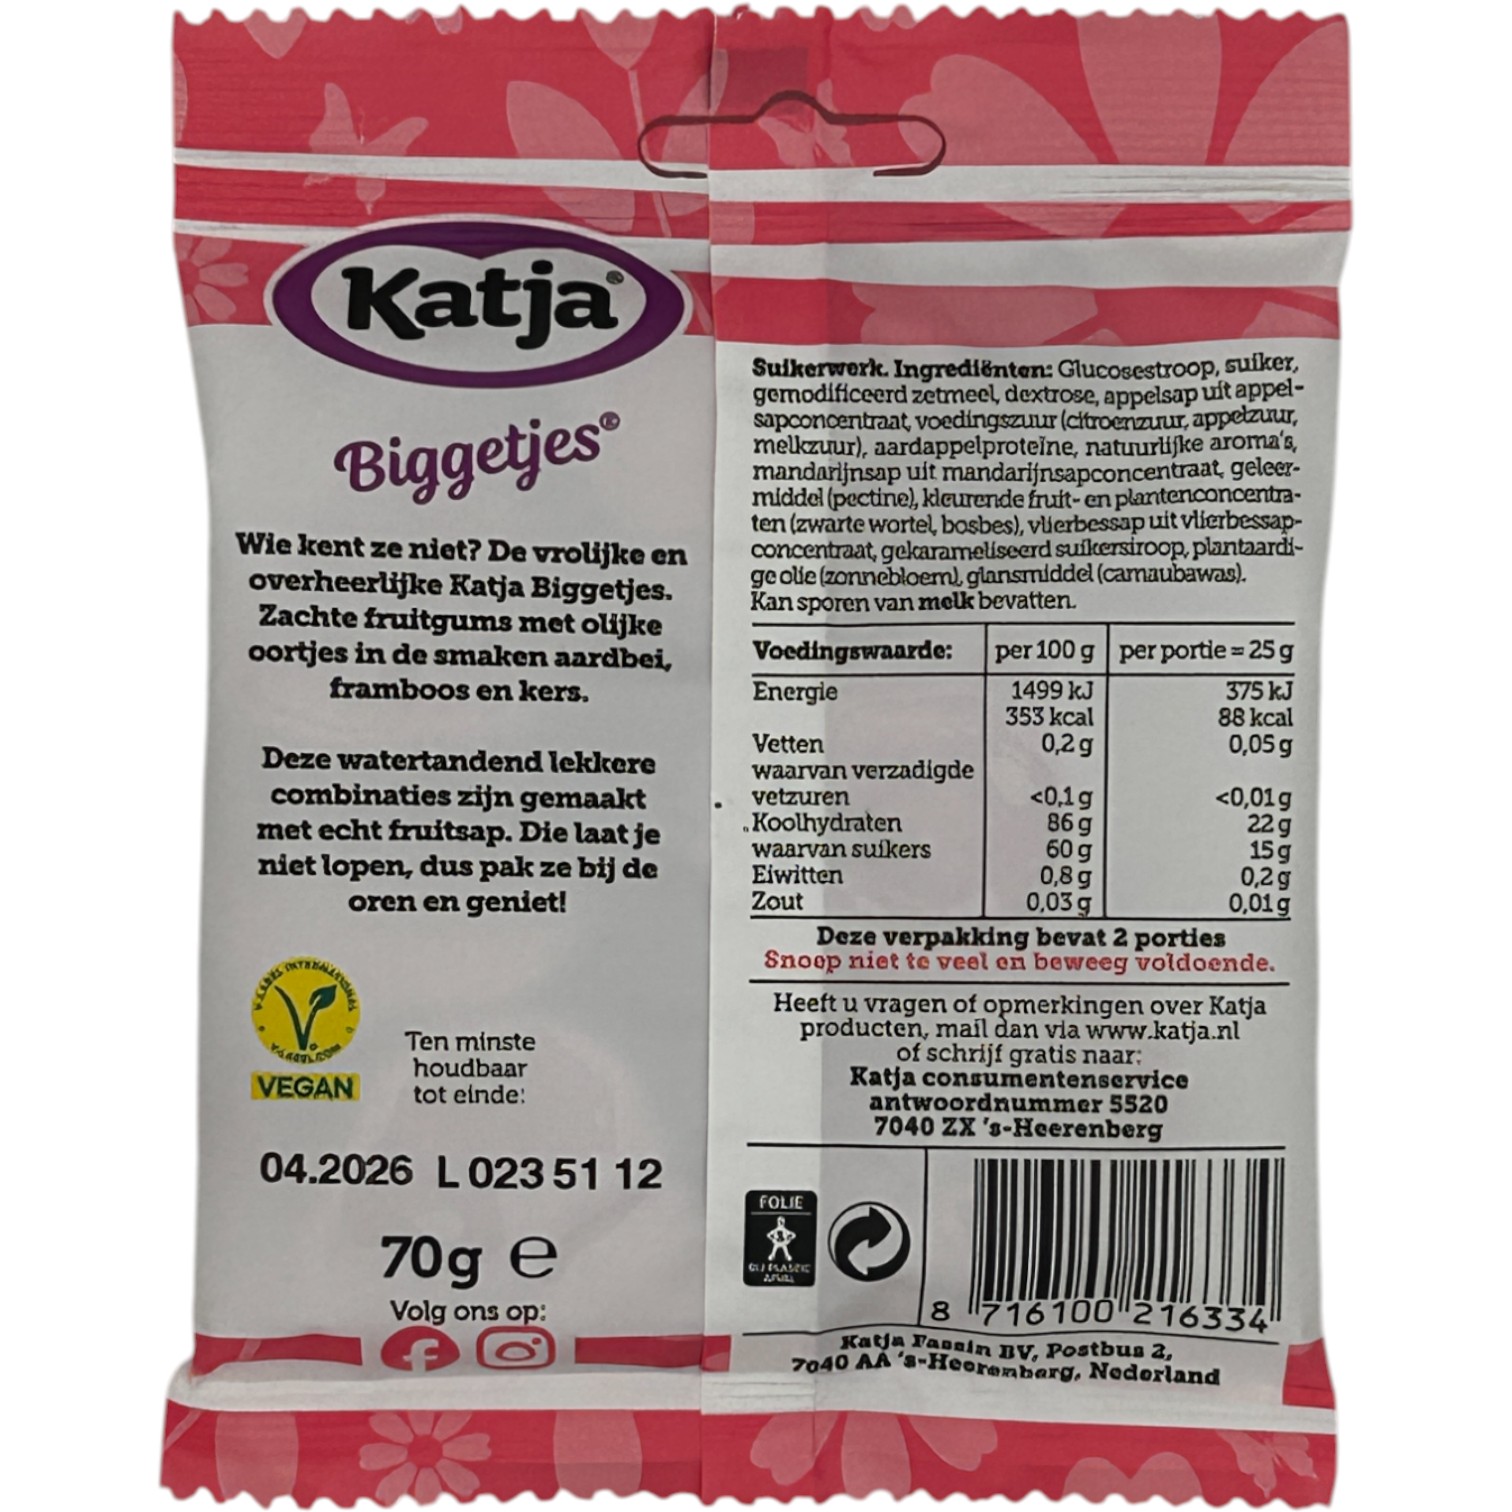 Katja®
Biggetjes®
Wie kent ze niet? De vrolijke en
overheerlijke Katja Biggetjes.
Zachte fruitgums met olijke
oortjes in de smaken aardbei,
framboos en kers.
Deze watertandend lekkere
combinaties zijn gemaakt
met echt fruitsap. Die laat je
niet lopen, dus pak ze bij de
oren en geniet!
VEGAN
Ten minste
houdbaar
tot einde:
04.2026 L 023 51 12
70g e
Volg ons op:
Suikerwerk. Ingrediënten: Glucosestroop, suiker,
gemodificeerd zetmeel, dextrose, appelsap uit appel-
sapconcentraat, voedingszuur (citroenzuur, appelzuur,
melkzuur), aardappelproteïne, natuurlijke aroma's,
mandarijnsap uit mandarijnsapconcentraat, geleer-
middel (pectine), kleurende fruit- en plantenconcentra-
ten (zwarte wortel, bosbes), vlierbessap uit vlierbessap-
concentraat, gekarameliseerd suikersiroop, plantaardi-
ge olie (zonnebloem), glansmiddel (carnaubawas).
Kan sporen van melk bevatten.
Voedingswaarde: per 100 g per portie = 25 g
Energie 1499 kJ 375 kJ
353 kcal 88 kcal
Vetten 0,2 g 0,05 g
waarvan verzadigde
vetzuren <0,1 g <0,01 g
Koolhydraten 86 g 22 g
waarvan suikers 60 g 15 g
Eiwitten 0,8 g 0,2 g
Zout 0,03 g 0,01 g
Deze verpakking bevat 2 porties
Snoep niet te veel en beweeg voldoende.
Heeft u vragen of opmerkingen over Katja
producten, mail dan via www.katja.nl
of schrijf gratis naar:
Katja consumentenservice
antwoordnummer 5520
7040 ZX 's-Heerenberg
FOLIE
8 716100 216334
Katja Fassin BV, Postbus 2,
7040 AA 's-Heerenberg, Nederland